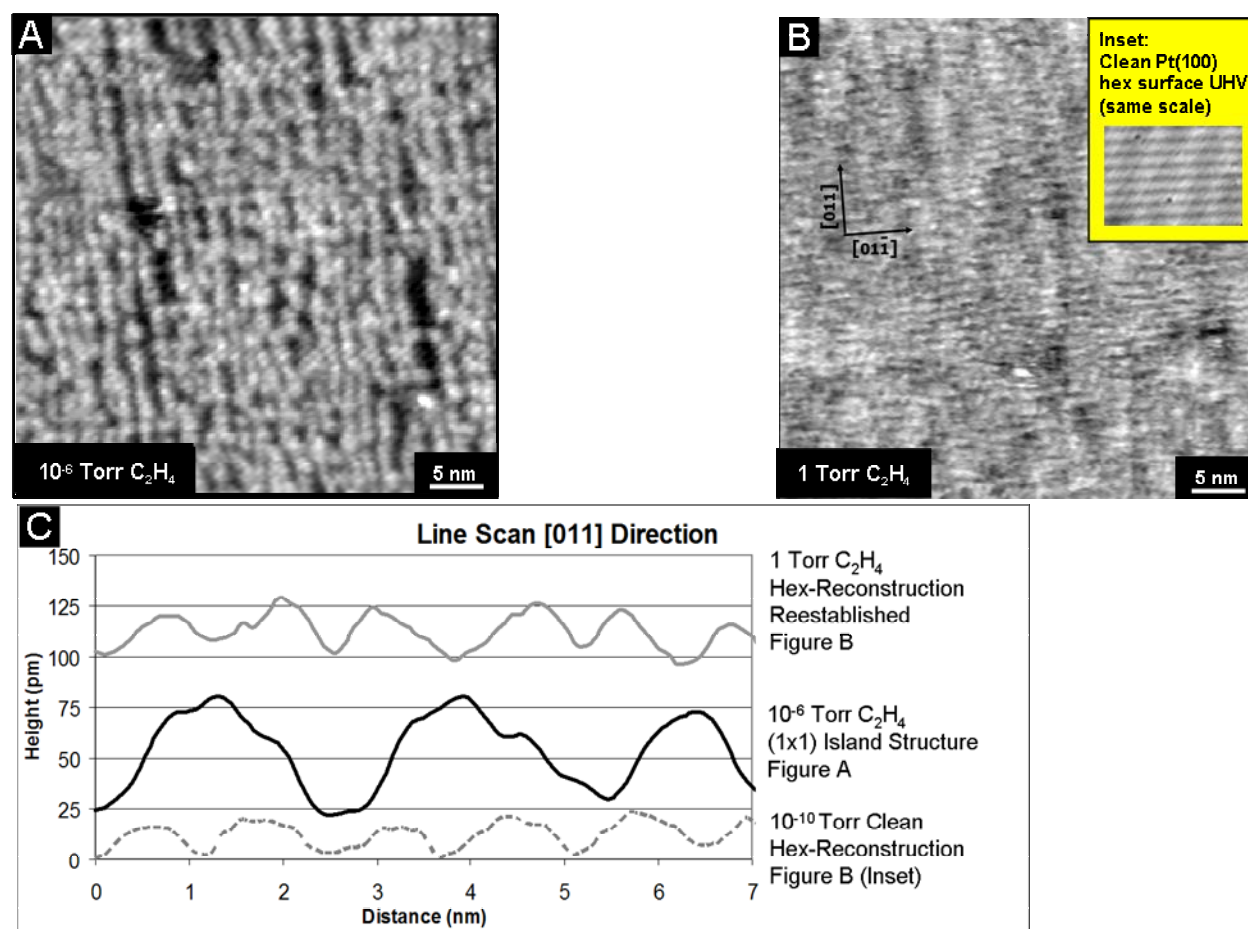 A
10⁻⁶ Torr C₂H₄
5 nm
B
Inset:
Clean Pt(100)
hex surface UHV
(same scale)
[011]
[011̅]
1 Torr C₂H₄
5 nm
C
Line Scan [011] Direction
150
125
100
75
50
25
0
Height (pm)
0 1 2 3 4 5 6 7
Distance (nm)
1 Torr C₂H₄
Hex-Reconstruction
Reestablished
Figure B
10⁻⁶ Torr C₂H₄
(1x1) Island Structure
Figure A
10⁻¹⁰ Torr Clean
Hex-Reconstruction
Figure B (Inset)